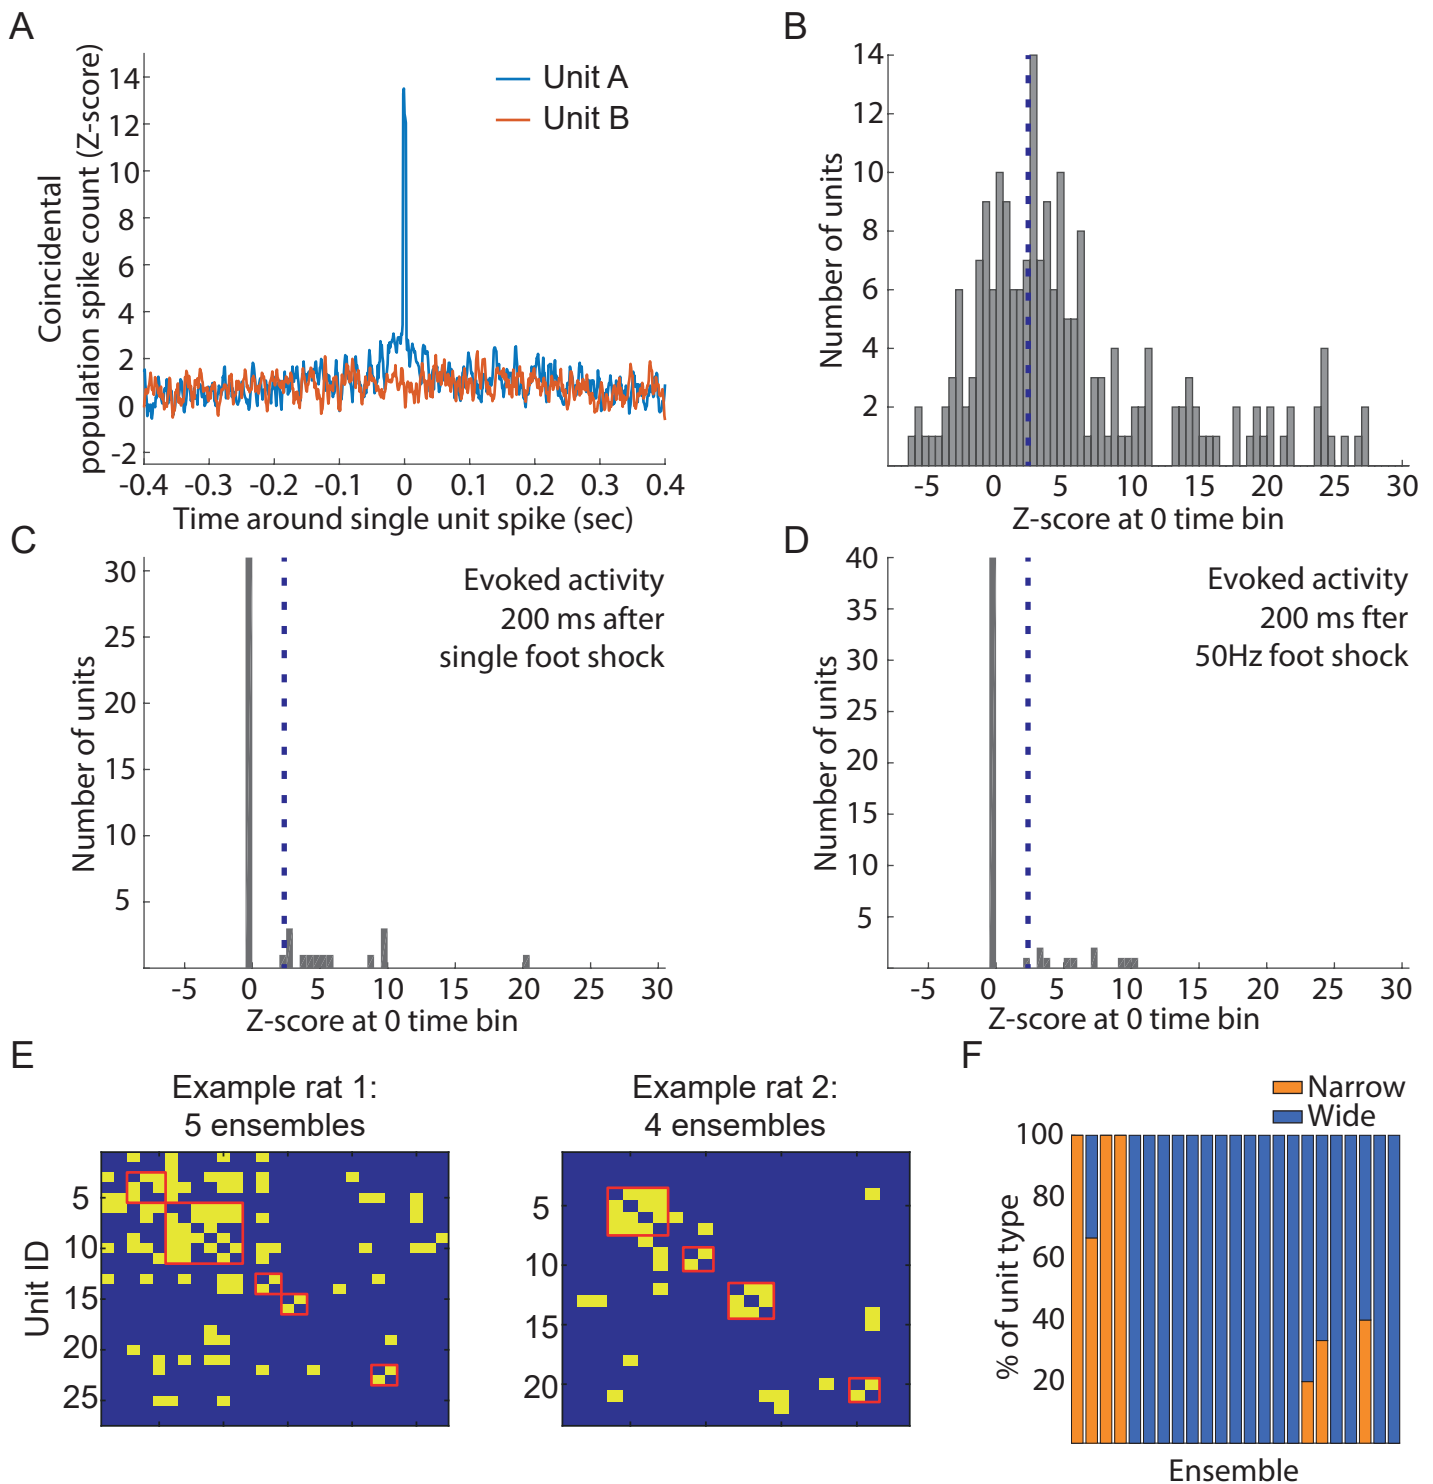 A
Coincidental
population spike count (Z-score)
14
12
10
8
6
4
2
0
-2
-0.4 -0.3 -0.2 -0.1 0 0.1 0.2 0.3 0.4
Time around single unit spike (sec)
Unit A
Unit B
B
Number of units
14
12
10
8
6
4
2
-5 0 5 10 15 20 25 30
Z-score at 0 time bin
C
Number of units
30
25
20
15
10
5
-5 0 5 10 15 20 25 30
Z-score at 0 time bin
Evoked activity
200 ms after
single foot shock
D
Number of units
40
35
30
25
20
15
10
5
-5 0 5 10 15 20 25 30
Z-score at 0 time bin
Evoked activity
200 ms fter
50Hz foot shock
E
Example rat 1:
5 ensembles
Unit ID
5
10
15
20
25
Example rat 2:
4 ensembles
5
10
15
20
F
Narrow
Wide
% of unit type
100
80
60
40
20
Ensemble